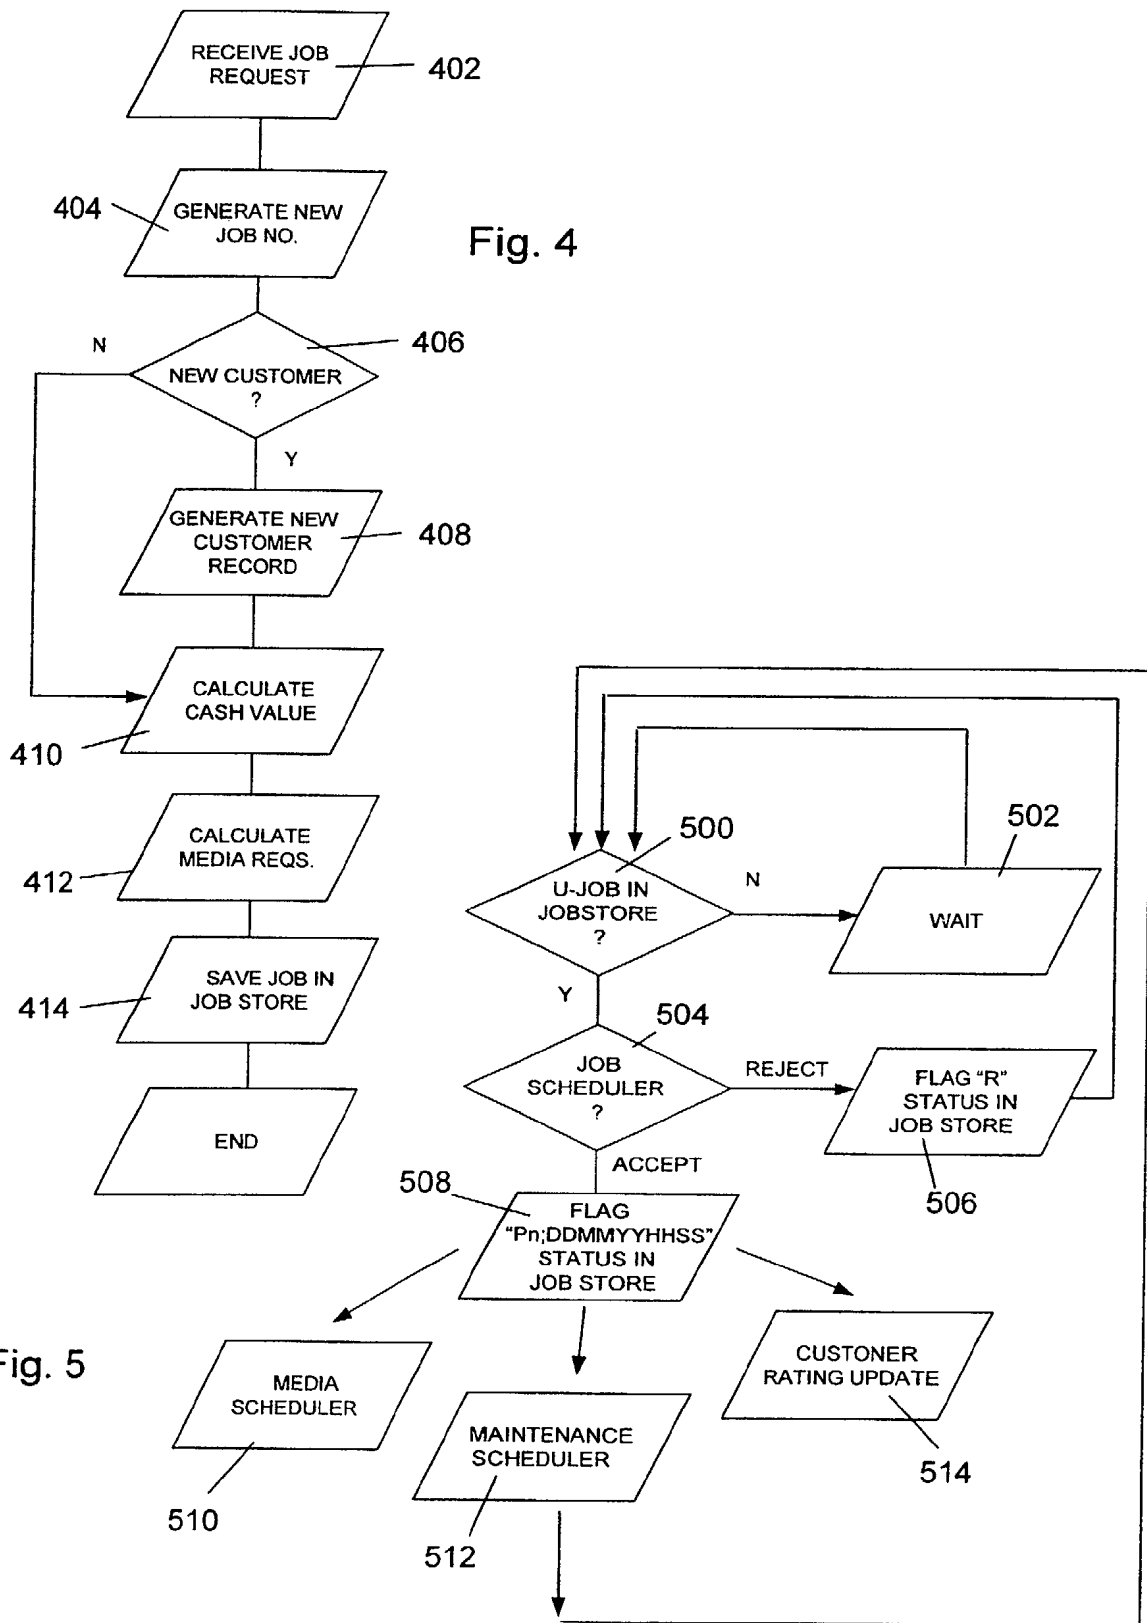 RECEIVE JOB
REQUEST
402
404
GENERATE NEW
JOB NO.
Fig. 4
N
406
NEW CUSTOMER
?
Y
GENERATE NEW
CUSTOMER
RECORD
408
CALCULATE
CASH VALUE
410
CALCULATE
MEDIA REQS.
412
SAVE JOB IN
JOB STORE
414
END
500
502
U-JOB IN
JOBSTORE
?
N
WAIT
Y
504
JOB
SCHEDULER
?
REJECT
FLAG "R"
STATUS IN
JOB STORE
506
ACCEPT
508
FLAG
"Pn;DDMMYYHHSS"
STATUS IN
JOB STORE
Fig. 5
MEDIA
SCHEDULER
510
MAINTENANCE
SCHEDULER
512
CUSTONER
RATING UPDATE
514